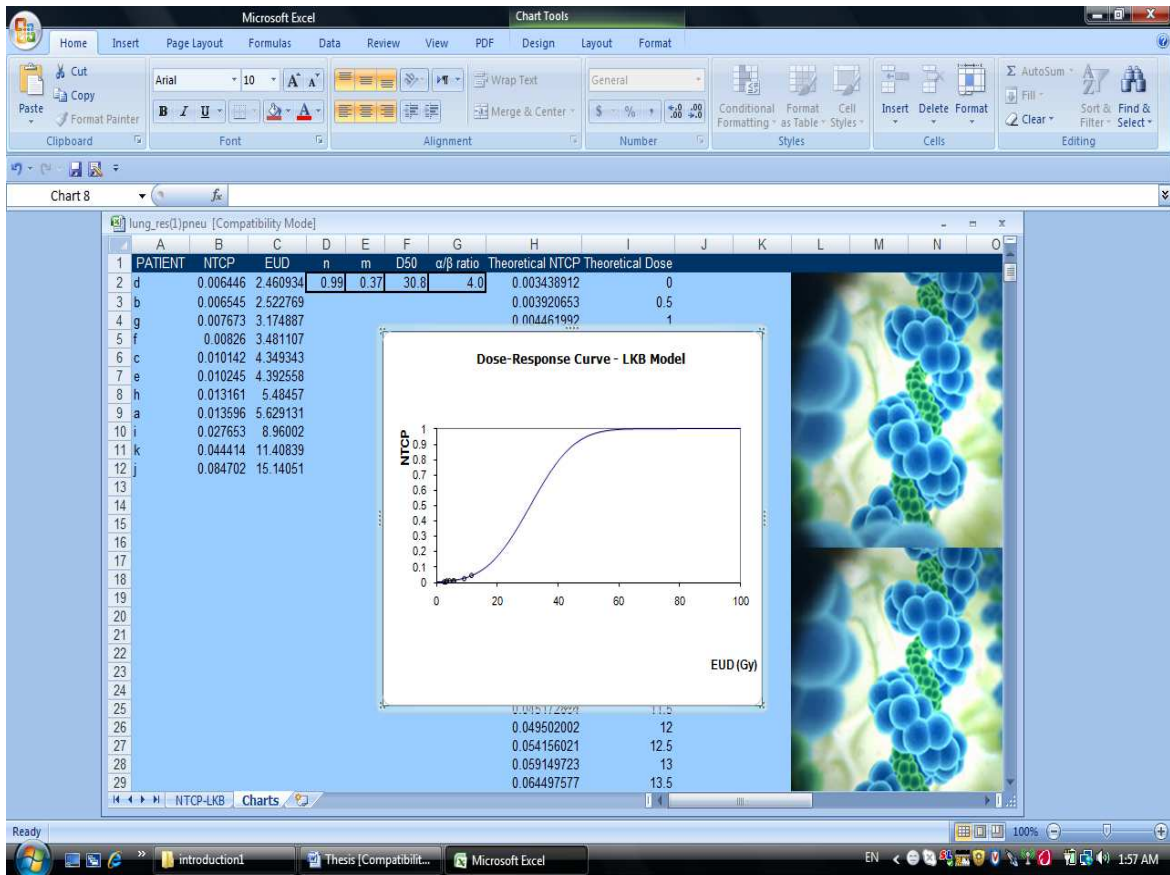 Microsoft Excel
Chart Tools
Home Insert Page Layout Formulas Data Review View PDF Design Layout Format
Paste
Cut
Copy
Format Painter
Clipboard
Arial 10
B I U
Font
Wrap Text
Merge & Center
Alignment
General
$ % ,
Number
Conditional Formatting
Format as Table
Cell Styles
Styles
Insert Delete Format
Cells
Σ AutoSum
Fill
Clear
Sort & Filter
Find & Select
Editing
Chart 8
fx
lung_res(1)pneu [Compatibility Mode]
A B C D E F G H I J K L M N O
1 PATIENT NTCP EUD n m D50 α/β ratio Theoretical NTCP Theoretical Dose
2 d 0.006446 2.460934 0.99 0.37 30.8 4.0 0.003438912 0
3 b 0.006545 2.522769 0.003920653 0.5
4 g 0.007673 3.174887 0.004461992 1
5 f 0.00826 3.481107
6 c 0.010142 4.349343
7 e 0.010245 4.392558
8 h 0.013161 5.48457
9 a 0.013596 5.629131
10 i 0.027653 8.96002
11 k 0.044414 11.40839
12 j 0.084702 15.14051
13
14
15
16
17
18
19
20
21
22
23
24
25 11.5
26 0.049502002 12
27 0.054156021 12.5
28 0.059149723 13
29 0.064497577 13.5
Dose-Response Curve - LKB Model
NTCP
1
0.9
0.8
0.7
0.6
0.5
0.4
0.3
0.2
0.1
0
0 20 40 60 80 100
EUD (Gy)
NTCP-LKB Charts
Ready
100%
introduction1
Thesis [Compatibilit...
Microsoft Excel
EN
1:57 AM